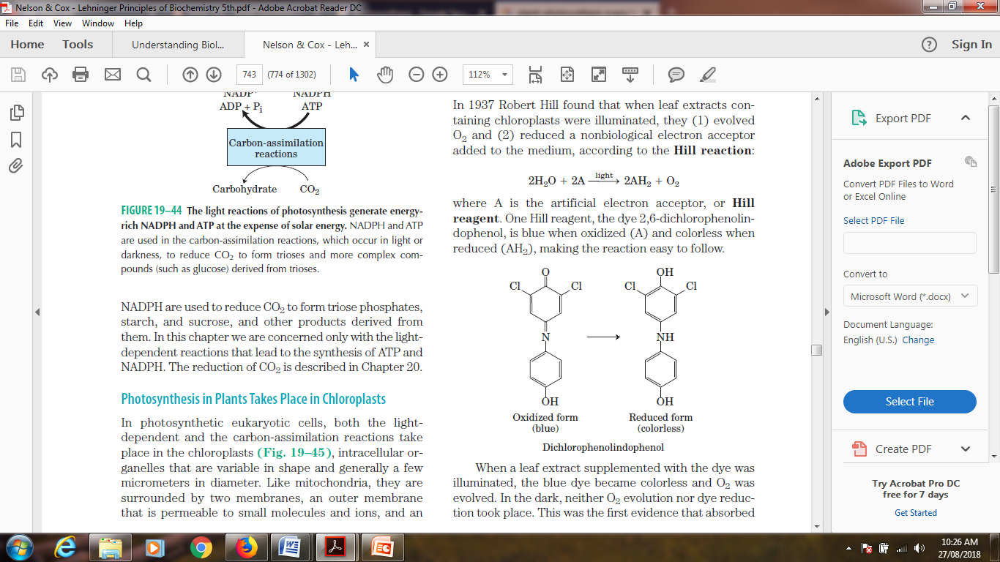 Nelson & Cox - Lehninger Principles of Biochemistry 5th.pdf - Adobe Acrobat Reader DC
File Edit View Window Help
Home Tools Understanding Biol... Nelson & Cox - Leh... × Sign In
743 (774 of 1302) 112%
NADP+ NADPH
ADP + Pi ATP
Carbon-assimilation
reactions
Carbohydrate CO2
FIGURE 19–44 The light reactions of photosynthesis generate energy-
rich NADPH and ATP at the expense of solar energy. NADPH and ATP
are used in the carbon-assimilation reactions, which occur in light or
darkness, to reduce CO2 to form trioses and more complex com-
pounds (such as glucose) derived from trioses.
NADPH are used to reduce CO2 to form triose phosphates,
starch, and sucrose, and other products derived from
them. In this chapter we are concerned only with the light-
dependent reactions that lead to the synthesis of ATP and
NADPH. The reduction of CO2 is described in Chapter 20.
Photosynthesis in Plants Takes Place in Chloroplasts
In photosynthetic eukaryotic cells, both the light-
dependent and the carbon-assimilation reactions take
place in the chloroplasts (Fig. 19–45), intracellular or-
ganelles that are variable in shape and generally a few
micrometers in diameter. Like mitochondria, they are
surrounded by two membranes, an outer membrane
that is permeable to small molecules and ions, and an
In 1937 Robert Hill found that when leaf extracts con-
taining chloroplasts were illuminated, they (1) evolved
O2 and (2) reduced a nonbiological electron acceptor
added to the medium, according to the Hill reaction:
2H2O + 2A light⟶ 2AH2 + O2
where A is the artificial electron acceptor, or Hill
reagent. One Hill reagent, the dye 2,6-dichlorophenolin-
dophenol, is blue when oxidized (A) and colorless when
reduced (AH2), making the reaction easy to follow.
O OH
Cl Cl Cl Cl
N NH
OH OH
Oxidized form Reduced form
(blue) (colorless)
Dichlorophenolindophenol
When a leaf extract supplemented with the dye was
illuminated, the blue dye became colorless and O2 was
evolved. In the dark, neither O2 evolution nor dye reduc-
tion took place. This was the first evidence that absorbed
Export PDF
Adobe Export PDF
Convert PDF Files to Word
or Excel Online
Select PDF File
Convert to
Microsoft Word (*.docx)
Document Language:
English (U.S.) Change
Select File
Create PDF
Try Acrobat Pro DC
free for 7 days
Get Started
10:26 AM
27/08/2018